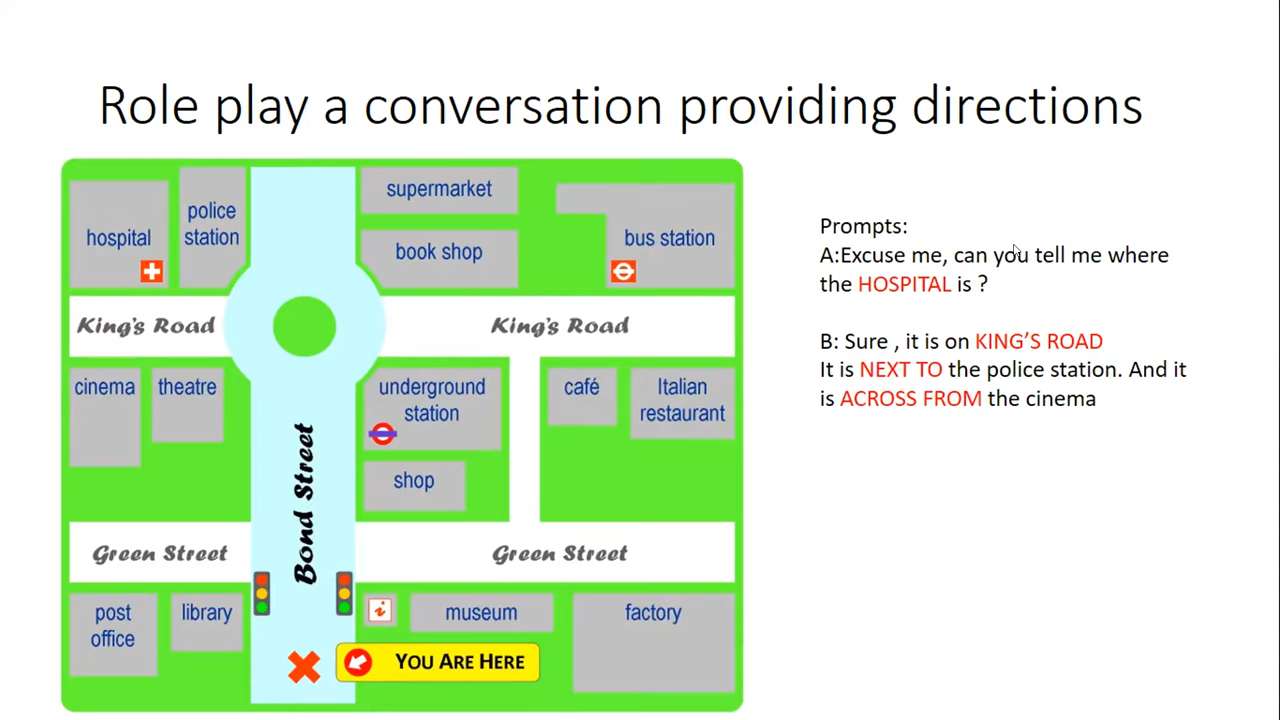 Role play a conversation providing directions
hospital
police
station
supermarket
book shop
bus station
King's Road
King's Road
cinema
theatre
underground
station
café
Italian
restaurant
shop
Bond Street
Green Street
Green Street
post
office
library
i
museum
factory
YOU ARE HERE
Prompts:
A:Excuse me, can you tell me where
the HOSPITAL is ?
B: Sure , it is on KING’S ROAD
It is NEXT TO the police station. And it
is ACROSS FROM the cinema